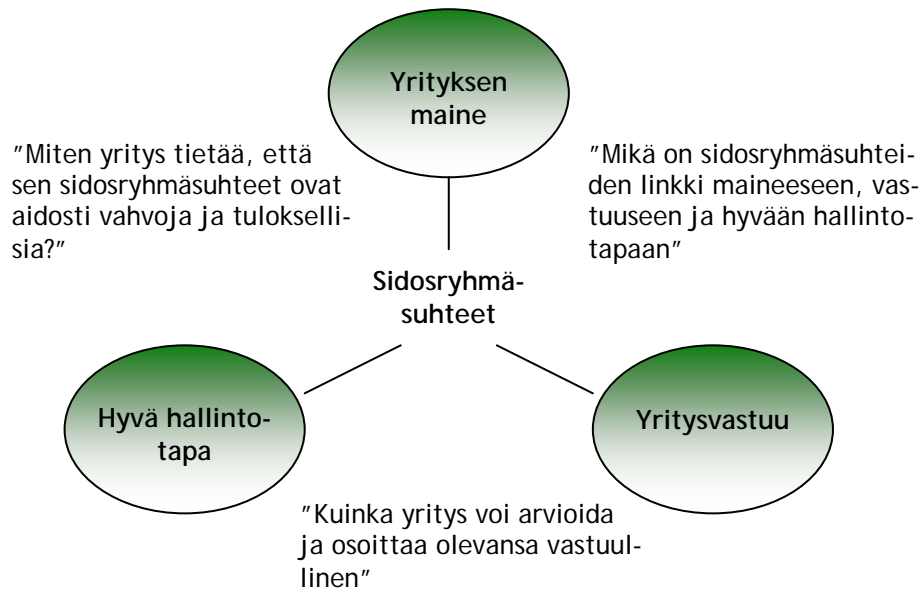 Yrityksen
maine
"Miten yritys tietää, että
sen sidosryhmäsuhteet ovat
aidosti vahvoja ja tulokselli-
sia?"
"Mikä on sidosryhmäsuhtei-
den linkki maineeseen, vas-
tuuseen ja hyvään hallinto-
tapaan"
Sidosryhmä-
suhteet
Hyvä hallinto-
tapa
Yritysvastuu
"Kuinka yritys voi arvioida
ja osoittaa olevansa vastuul-
linen"